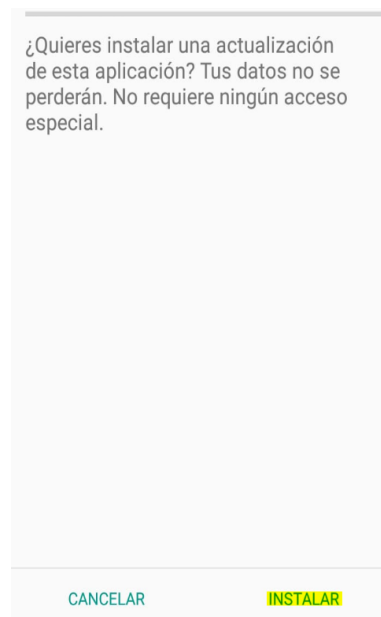 ¿Quieres instalar una actualización
de esta aplicación? Tus datos no se
perderán. No requiere ningún acceso
especial.
CANCELAR INSTALAR